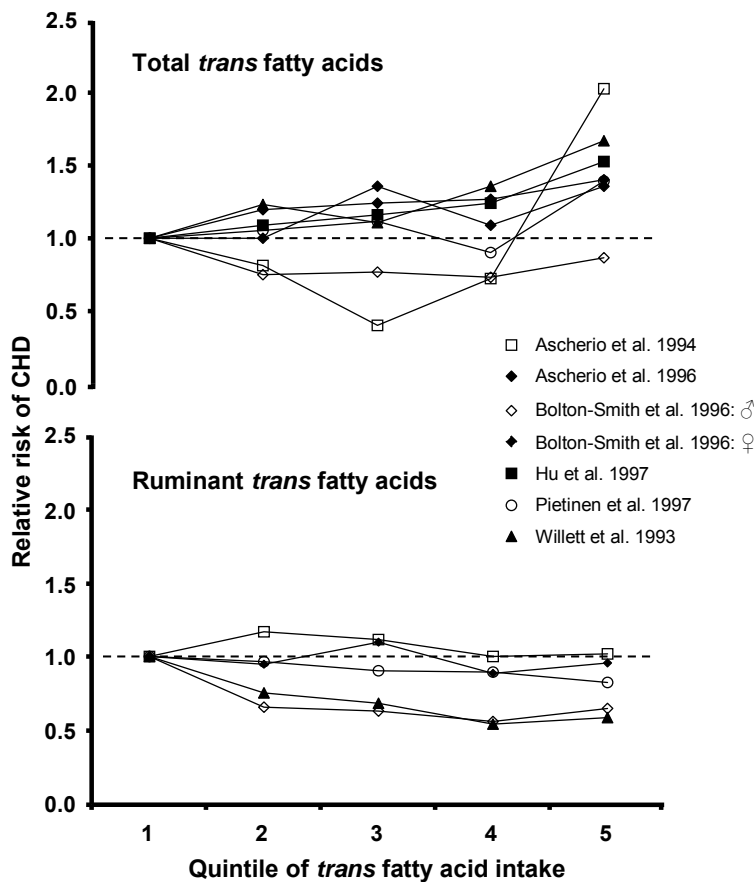 2.5
Total trans fatty acids
2.0
1.5
1.0
0.5
0.0
Relative risk of CHD
Ascherio et al. 1994
Ascherio et al. 1996
Bolton-Smith et al. 1996: ♂
Bolton-Smith et al. 1996: ♀
Hu et al. 1997
Pietinen et al. 1997
Willett et al. 1993
2.5
Ruminant trans fatty acids
2.0
1.5
1.0
0.5
0.0
1 2 3 4 5
Quintile of trans fatty acid intake